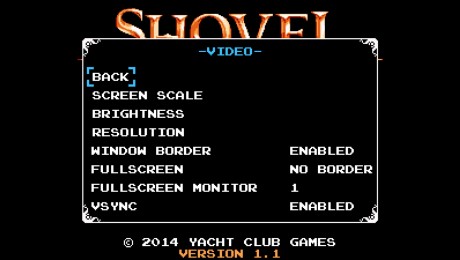 SHOVEL
-VIDEO-
BACK
SCREEN SCALE
BRIGHTNESS
RESOLUTION
WINDOW BORDER ENABLED
FULLSCREEN NO BORDER
FULLSCREEN MONITOR 1
VSYNC ENABLED
© 2014 YACHT CLUB GAMES
VERSION 1.1